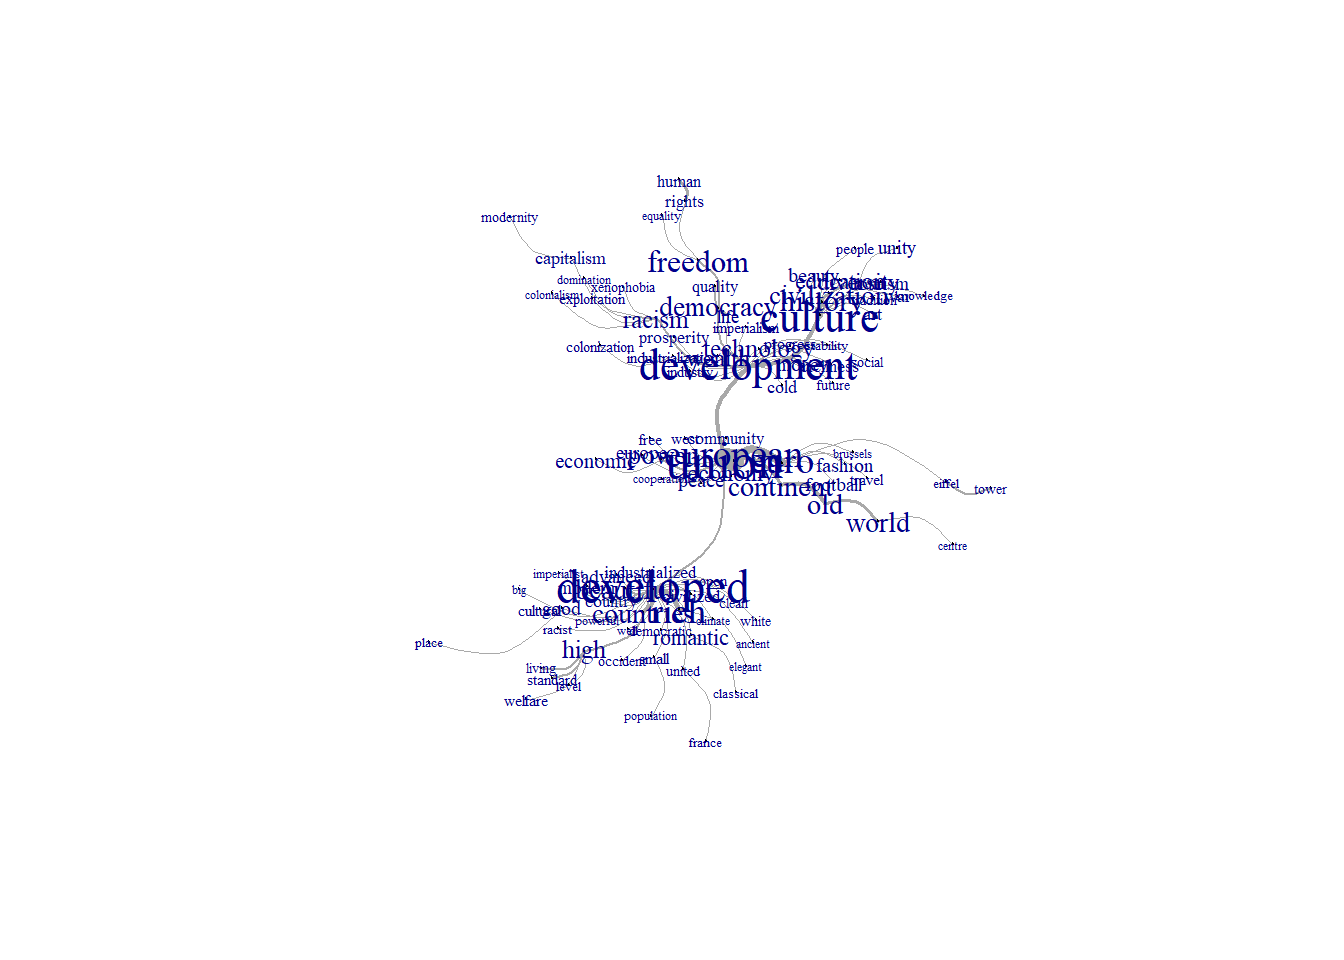 human
rights
equality
modernity
people
unity
capitalism
freedom
beauty
domination
xenophobia
quality
colonialism
exploitation
civilization
knowledge
democracy
history
life
art
racism
culture
imperialism
prosperity
technology
progress
colonization
industrialization
social
development
industry
cold
future
free
west
community
european
brussels
economic
power
euro
fashion
cooperation
peace
economy
travel
continent
football
eiffel
tower
old
world
centre
imperialist
advanced
industrialized
open
big
modern
developed
country
clean
cultural
good
rich
powerful
climate
white
racist
democratic
romantic
ancient
place
high
occident
small
living
united
elegant
standard
level
classical
welfare
population
france